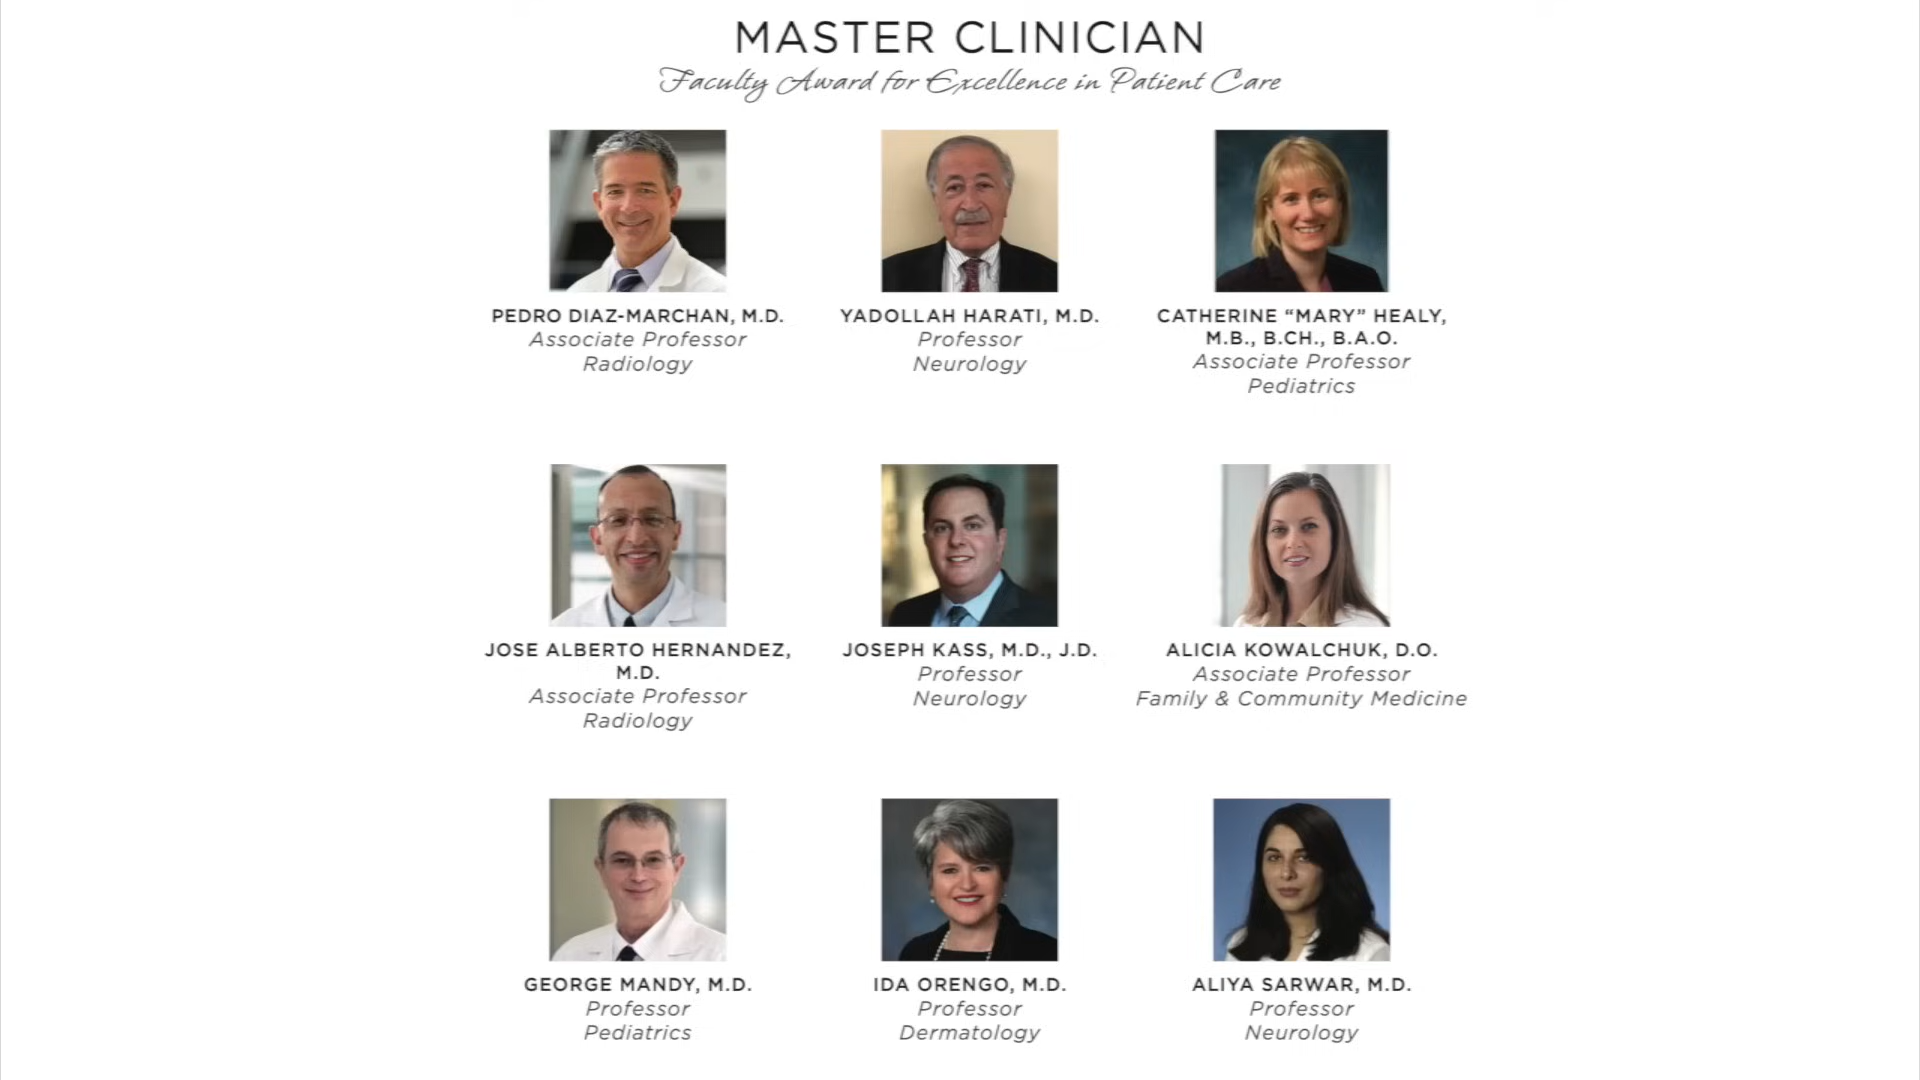 MASTER CLINICIAN
Faculty Award for Excellence in Patient Care
PEDRO DIAZ-MARCHAN, M.D.
Associate Professor
Radiology
YADOLLAH HARATI, M.D.
Professor
Neurology
CATHERINE “MARY” HEALY,
M.B., B.CH., B.A.O.
Associate Professor
Pediatrics
JOSE ALBERTO HERNANDEZ,
M.D.
Associate Professor
Radiology
JOSEPH KASS, M.D., J.D.
Professor
Neurology
ALICIA KOWALCHUK, D.O.
Associate Professor
Family & Community Medicine
GEORGE MANDY, M.D.
Professor
Pediatrics
IDA ORENGO, M.D.
Professor
Dermatology
ALIYA SARWAR, M.D.
Professor
Neurology